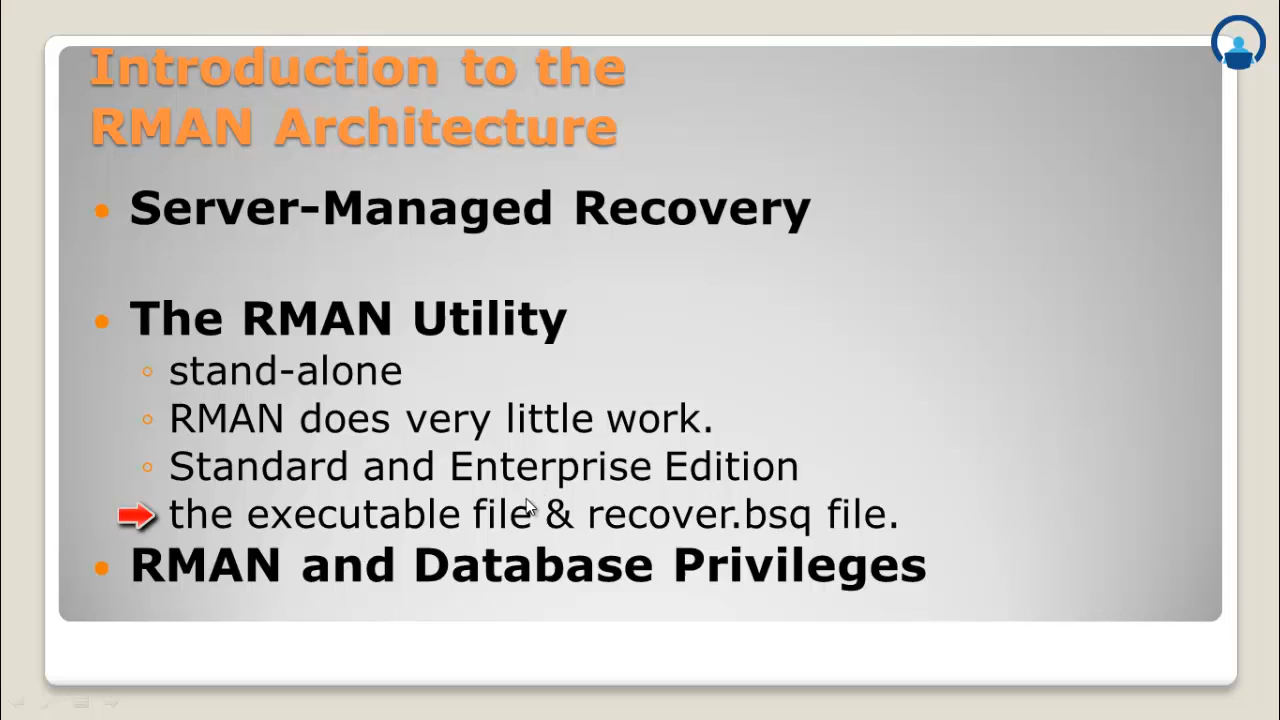 Introduction to the
RMAN Architecture
• Server-Managed Recovery
• The RMAN Utility
◦ stand-alone
◦ RMAN does very little work.
◦ Standard and Enterprise Edition
the executable file & recover.bsq file.
• RMAN and Database Privileges